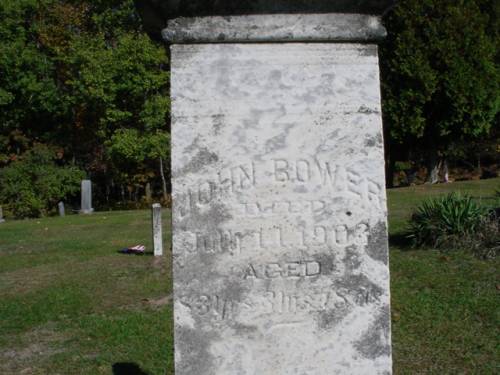 JOHN BOWER
DIED
July 11 1903
AGED